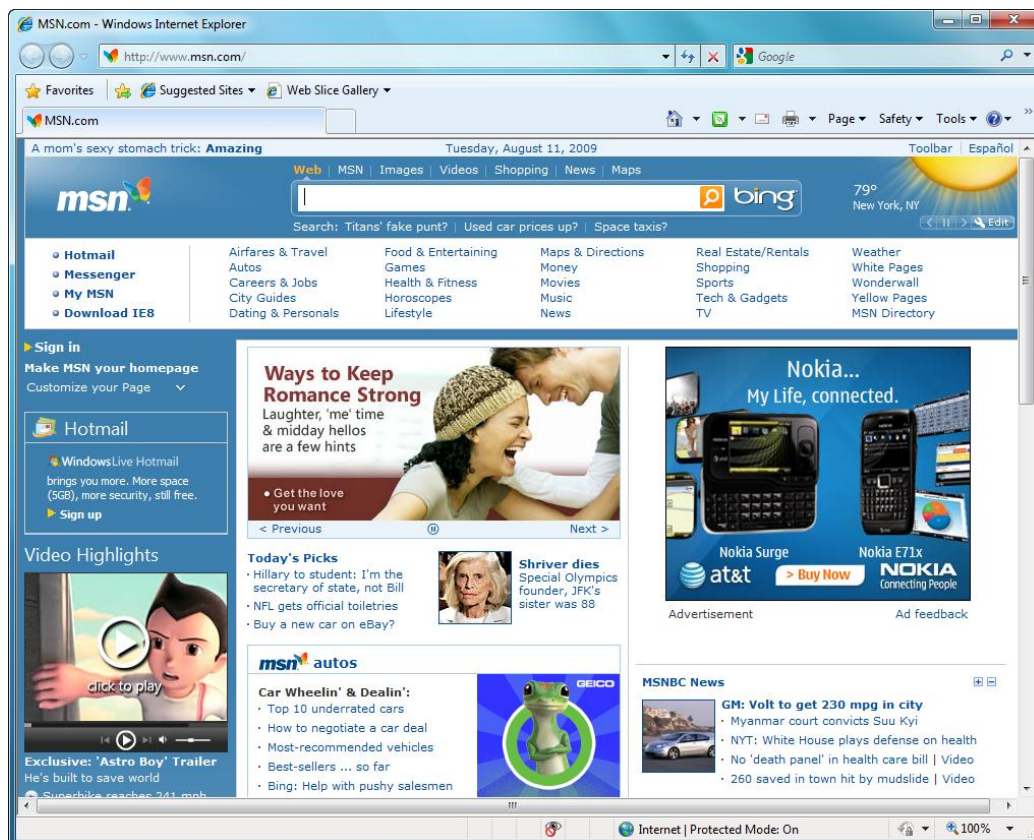 MSN.com - Windows Internet Explorer
http://www.msn.com/
Google
Favorites
Suggested Sites
Web Slice Gallery
MSN.com
Page
Safety
Tools
A mom's sexy stomach trick: Amazing
Tuesday, August 11, 2009
Toolbar
Español
msn
Web | MSN | Images | Videos | Shopping | News | Maps
bing
79°
New York, NY
Edit
Search: Titans' fake punt? | Used car prices up? | Space taxis?
Hotmail
Messenger
My MSN
Download IE8
Airfares & Travel
Autos
Careers & Jobs
City Guides
Dating & Personals
Food & Entertaining
Games
Health & Fitness
Horoscopes
Lifestyle
Maps & Directions
Money
Movies
Music
News
Real Estate/Rentals
Shopping
Sports
Tech & Gadgets
TV
Weather
White Pages
Wonderwall
Yellow Pages
MSN Directory
Sign in
Make MSN your homepage
Customize your Page
Hotmail
WindowsLive Hotmail
brings you more. More space
(5GB), more security, still free.
Sign up
Video Highlights
click to play
Exclusive: 'Astro Boy' Trailer
He's built to save world
Superbike reaches 241 mph
Ways to Keep
Romance Strong
Laughter, 'me' time
& midday hellos
are a few hints
• Get the love
you want
< Previous
Next >
Today's Picks
· Hillary to student: I'm the
secretary of state, not Bill
· NFL gets official toiletries
· Buy a new car on eBay?
Shriver dies
Special Olympics
founder, JFK's
sister was 88
msn autos
Car Wheelin' & Dealin':
· Top 10 underrated cars
· How to negotiate a car deal
· Most-recommended vehicles
· Best-sellers ... so far
· Bing: Help with pushy salesmen
GEICO
Nokia...
My Life, connected.
Nokia Surge
Nokia E71x
at&t
> Buy Now
NOKIA
Connecting People
Advertisement
Ad feedback
MSNBC News
GM: Volt to get 230 mpg in city
· Myanmar court convicts Suu Kyi
· NYT: White House plays defense on health
· No 'death panel' in health care bill | Video
· 260 saved in town hit by mudslide | Video
Internet | Protected Mode: On
100%